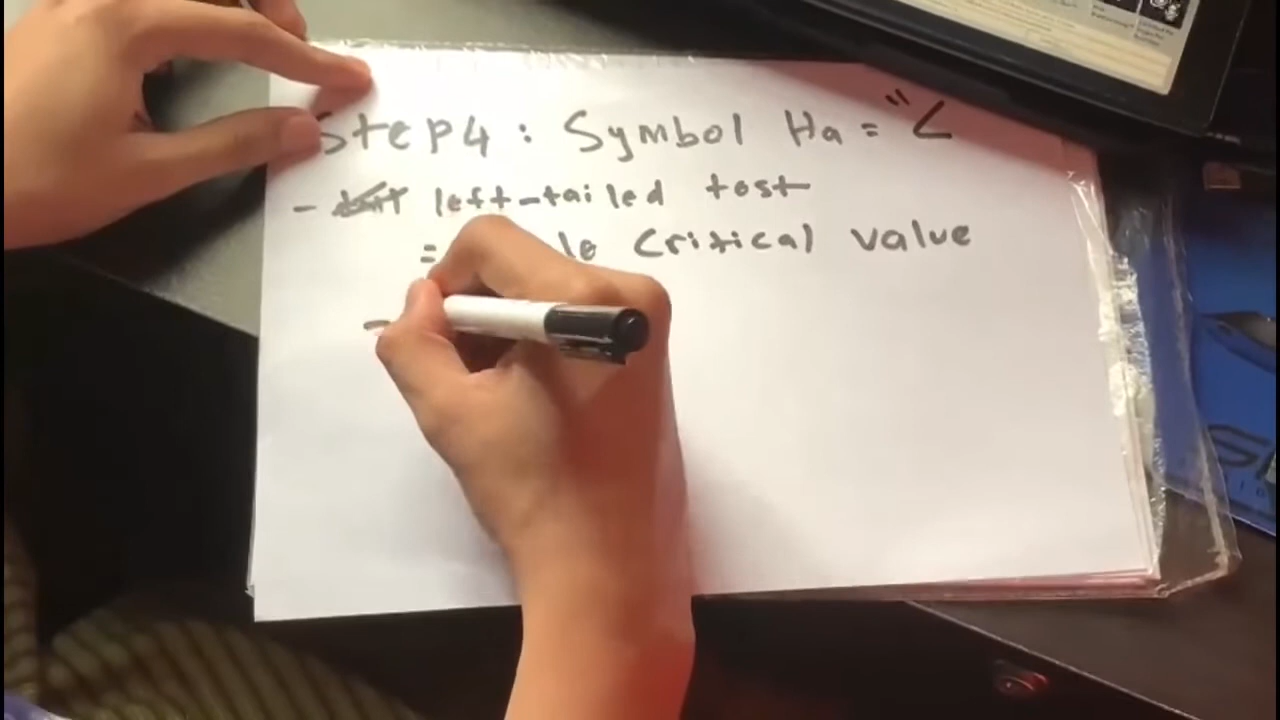 Step4 : Symbol Ha = "<
- left-tailed test
= Critical value
-